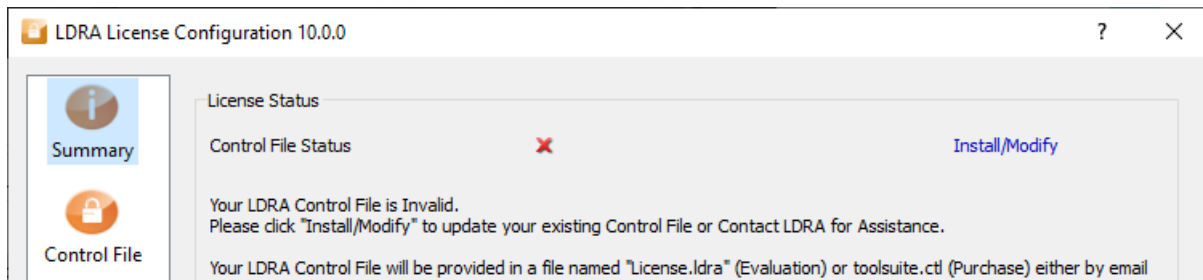 LDRA License Configuration 10.0.0
?
License Status
Summary
Control File Status
Install/Modify
Your LDRA Control File is Invalid.
Please click "Install/Modify" to update your existing Control File or Contact LDRA for Assistance.
Control File
Your LDRA Control File will be provided in a file named "License.ldra" (Evaluation) or toolsuite.ctl (Purchase) either by email